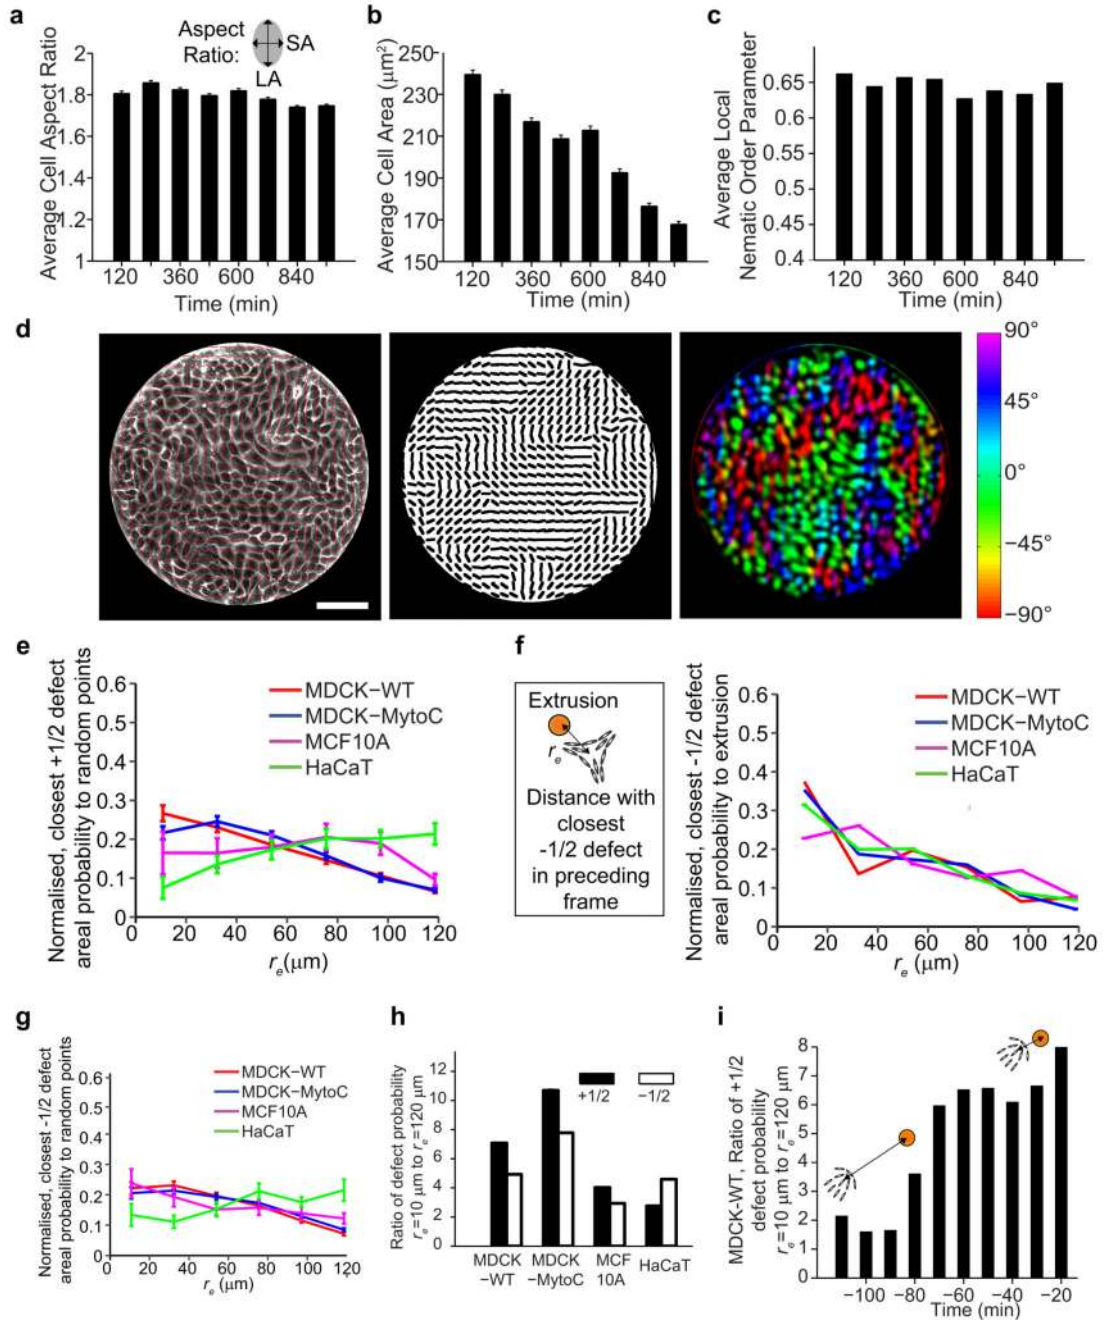 a
Aspect
Ratio:
SA
LA
Average Cell Aspect Ratio
2
1.8
1.6
1.4
1.2
1
120
360
600
840
Time (min)
b
Average Cell Area (μm²)
250
230
210
190
170
150
120
360
600
840
Time (min)
c
Average Local
Nematic Order Parameter
0.65
0.6
0.55
0.5
0.45
0.4
120
360
600
840
Time (min)
d
90°
45°
0°
−45°
−90°
e
Normalised, closest +1/2 defect
areal probability to random points
0.6
0.5
0.4
0.3
0.2
0.1
0
MDCK−WT
MDCK−MytoC
MCF10A
HaCaT
0 20 40 60 80 100 120
re(μm)
f
Extrusion
re
Distance with
closest
-1/2 defect
in preceding
frame
Normalised, closest -1/2 defect
areal probability to extrusion
0.6
0.5
0.4
0.3
0.2
0.1
0
MDCK−WT
MDCK−MytoC
MCF10A
HaCaT
0 20 40 60 80 100 120
re (μm)
g
Normalised, closest -1/2 defect
areal probability to random points
0.6
0.5
0.4
0.3
0.2
0.1
0
MDCK−WT
MDCK−MytoC
MCF10A
HaCaT
0 20 40 60 80 100 120
re (μm)
h
Ratio of defect probability
re=10 μm to re=120 μm
12
10
8
6
4
2
0
+1/2
−1/2
MDCK
−WT
MDCK
−MytoC
MCF
10A
HaCaT
i
MDCK-WT, Ratio of +1/2
defect probability
re=10 μm to re=120 μm
8
7
6
5
4
3
2
1
0
−100 −80 −60 −40 −20
Time (min)